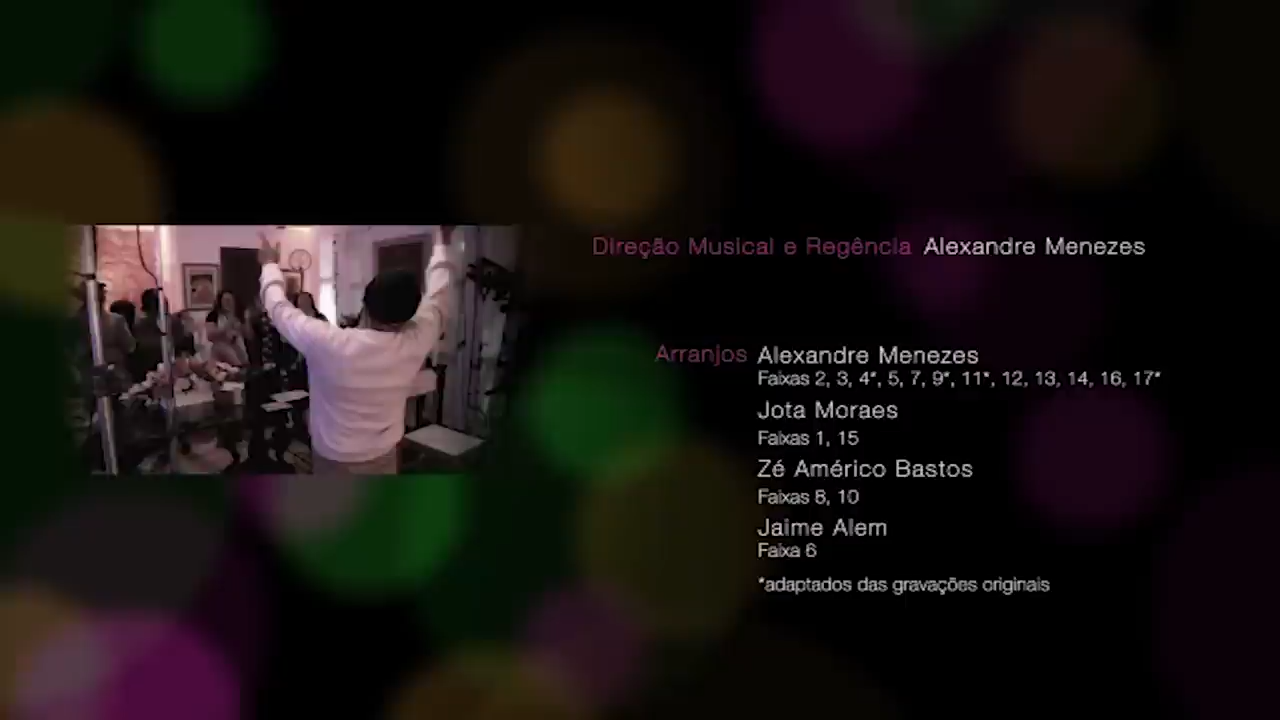 Direção Musical e Regência Alexandre Menezes
Arranjos Alexandre Menezes
Faixas 2, 3, 4*, 5, 7, 9*, 11*, 12, 13, 14, 16, 17*
Jota Moraes
Faixas 1, 15
Zé Américo Bastos
Faixas 8, 10
Jaime Alem
Faixa 6
*adaptados das gravações originais